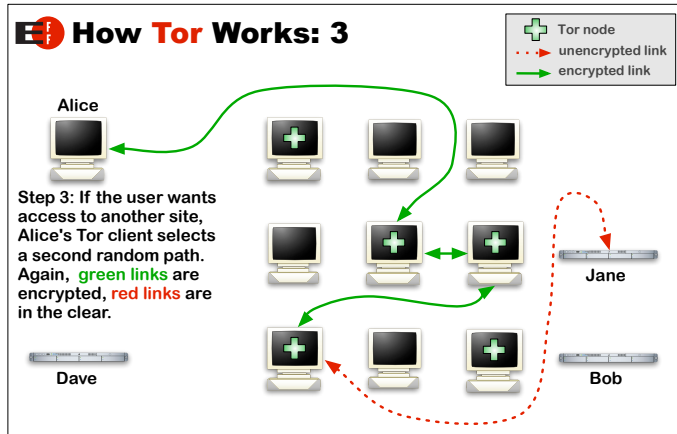 EFF How Tor Works: 3
Tor node
unencrypted link
encrypted link
Alice
Step 3: If the user wants
access to another site,
Alice's Tor client selects
a second random path.
Again, green links are
encrypted, red links are
in the clear.
Jane
Dave
Bob